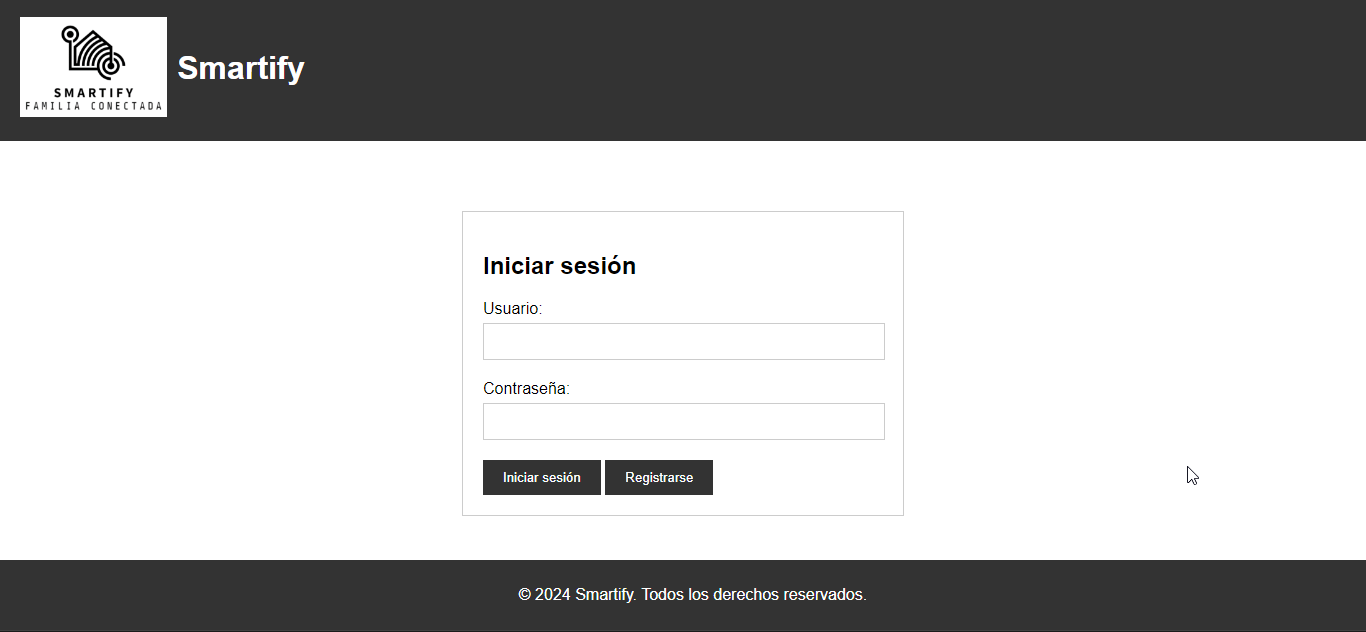 SMARTIFY
FAMILIA CONECTADA
Smartify
Iniciar sesión
Usuario:
Contraseña:
Iniciar sesión Registrarse
© 2024 Smartify. Todos los derechos reservados.